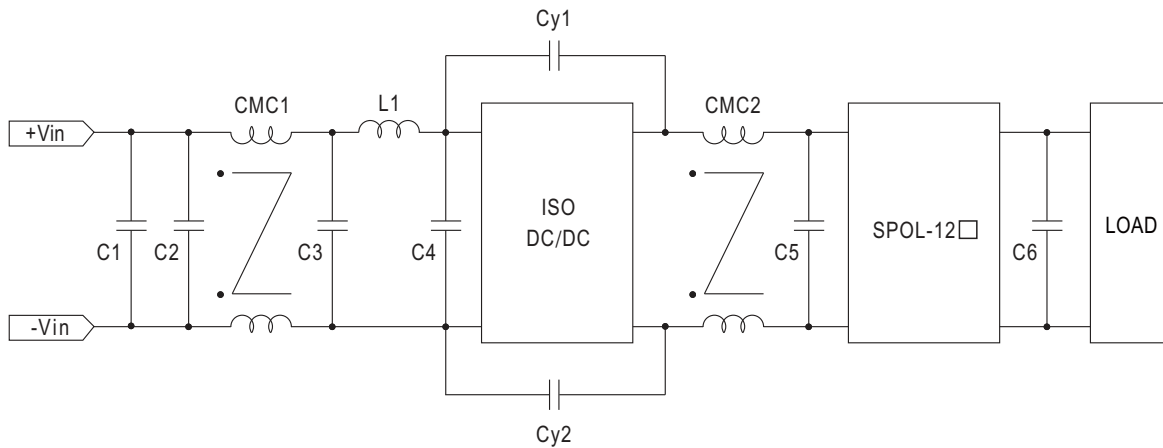 Cy1
CMC1
L1
CMC2
+Vin
C1
C2
C3
C4
ISO
DC/DC
C5
SPOL-12□
C6
LOAD
-Vin
Cy2